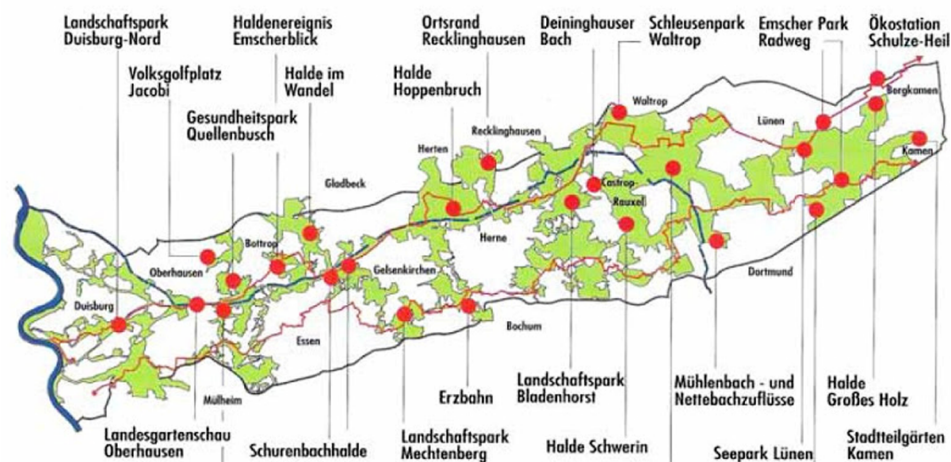 Landschaftspark
Duisburg-Nord
Haldenereignis
Emscherblick
Ortsrand
Recklinghausen
Deininghauser
Bach
Schleusenpark
Waltrop
Emscher Park
Radweg
Ökostation
Schulze-Heil
Volksgolfplatz
Jacobi
Halde im
Wandel
Halde
Hoppenbruch
Gesundheitspark
Quellenbusch
Waltrop
Bergkamen
Lünen
Recklinghausen
Herten
Kamen
Gladbeck
Castrop-
Rauxell
Herne
Bottrop
Oberhausen
Gelsenkirchen
Dortmund
Duisburg
Bochum
Essen
Mülheim
Landesgartenschau
Oberhausen
Schurenbachhalde
Landschaftspark
Mechtenberg
Erzbahn
Landschaftspark
Bladenhorst
Halde Schwerin
Mühlenbach - und
Nettebachzuflüsse
Seepark Lünen
Halde
Großes Holz
Stadtteilgärten
Kamen